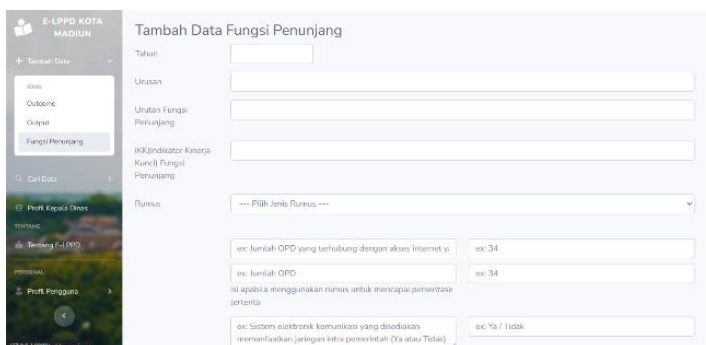 E-LPPD KOTA
MADIUN
Tambah Data
JENIS
Outcome
Output
Fungsi Penunjang
Cari Data
Profil Kepala Dinas
TENTANG
Tentang E-LPPD
PERSONAL
Profil Pengguna
Tambah Data Fungsi Penunjang
Tahun
Urusan
Urutan Fungsi
Penunjang
IKK(Indikator Kinerja
Kunci) Fungsi
Penunjang
Rumus
--- Pilih Jenis Rumus ---
ex: Jumlah OPD yang terhubung dengan akses internet ya
ex: 34
ex: Jumlah OPD
ex: 34
Isi apabila menggunakan rumus untuk mencapai persentase
tertentu
ex: Sistem elektronik komunikasi yang disediakan
memanfaatkan jaringan intra pemerintah (Ya atau Tidak)
ex: Ya / Tidak